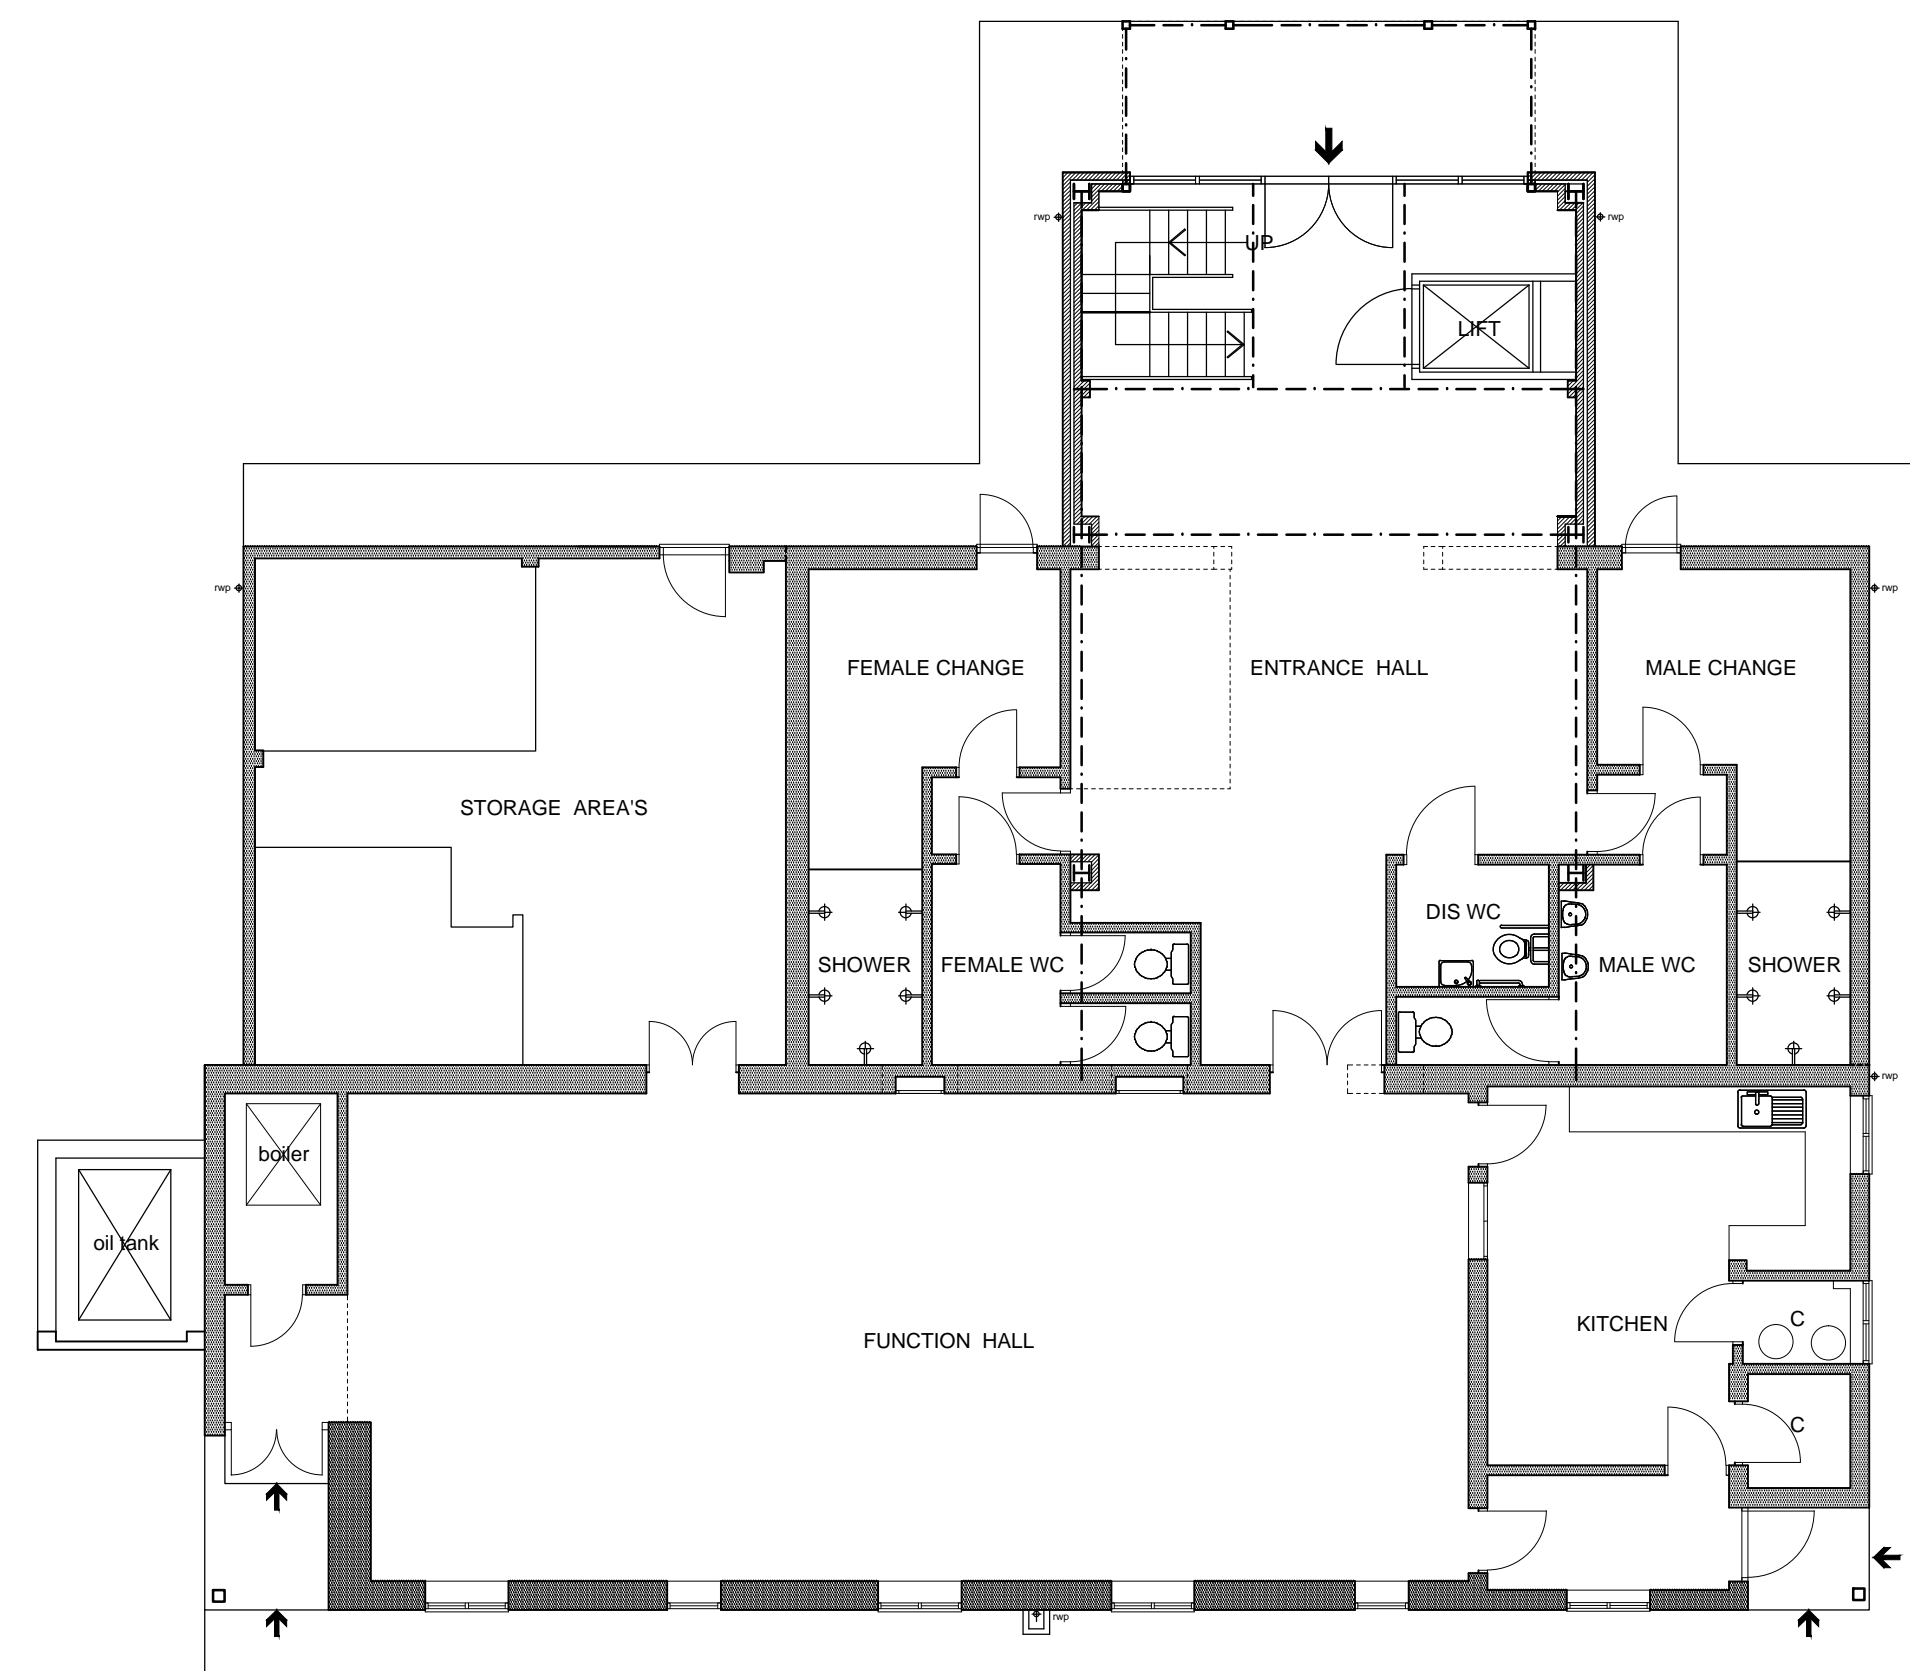 rwp
rwp
UP
LIFT
rwp
rwp
FEMALE CHANGE
ENTRANCE HALL
MALE CHANGE
STORAGE AREA'S
DIS WC
SHOWER
FEMALE WC
MALE WC
SHOWER
rwp
boiler
oil tank
C
KITCHEN
FUNCTION HALL
C
rwp